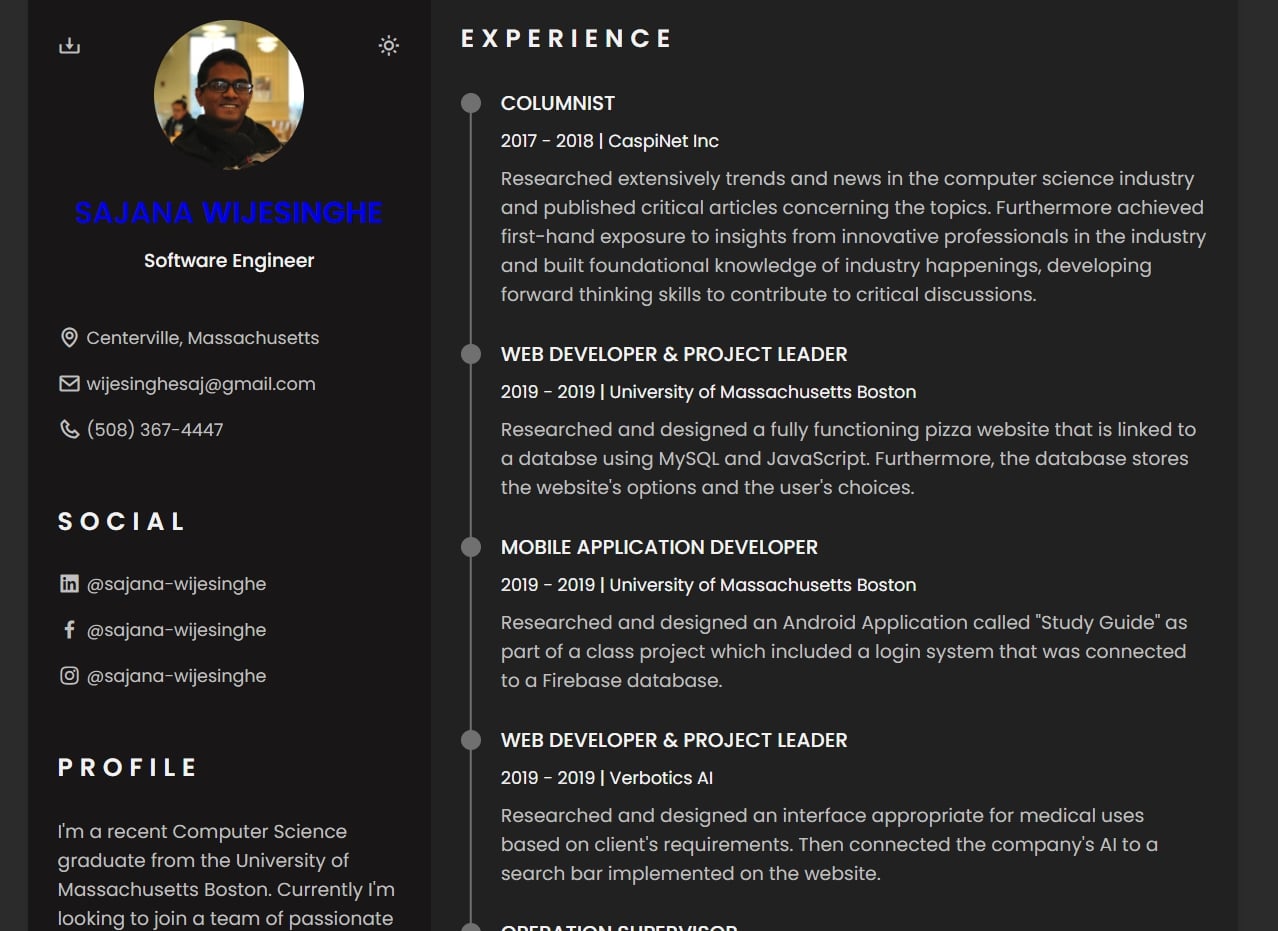 SAJANA WIJESINGHE
Software Engineer
Centerville, Massachusetts
wijesinghesaj@gmail.com
(508) 367-4447
SOCIAL
@sajana-wijesinghe
@sajana-wijesinghe
@sajana-wijesinghe
PROFILE
I'm a recent Computer Science
graduate from the University of
Massachusetts Boston. Currently I'm
looking to join a team of passionate
EXPERIENCE
COLUMNIST
2017 - 2018 | CaspiNet Inc
Researched extensively trends and news in the computer science industry
and published critical articles concerning the topics. Furthermore achieved
first-hand exposure to insights from innovative professionals in the industry
and built foundational knowledge of industry happenings, developing
forward thinking skills to contribute to critical discussions.
WEB DEVELOPER & PROJECT LEADER
2019 - 2019 | University of Massachusetts Boston
Researched and designed a fully functioning pizza website that is linked to
a databse using MySQL and JavaScript. Furthermore, the database stores
the website's options and the user's choices.
MOBILE APPLICATION DEVELOPER
2019 - 2019 | University of Massachusetts Boston
Researched and designed an Android Application called "Study Guide" as
part of a class project which included a login system that was connected
to a Firebase database.
WEB DEVELOPER & PROJECT LEADER
2019 - 2019 | Verbotics AI
Researched and designed an interface appropriate for medical uses
based on client's requirements. Then connected the company's AI to a
search bar implemented on the website.
OPERATION SUPERVISOR